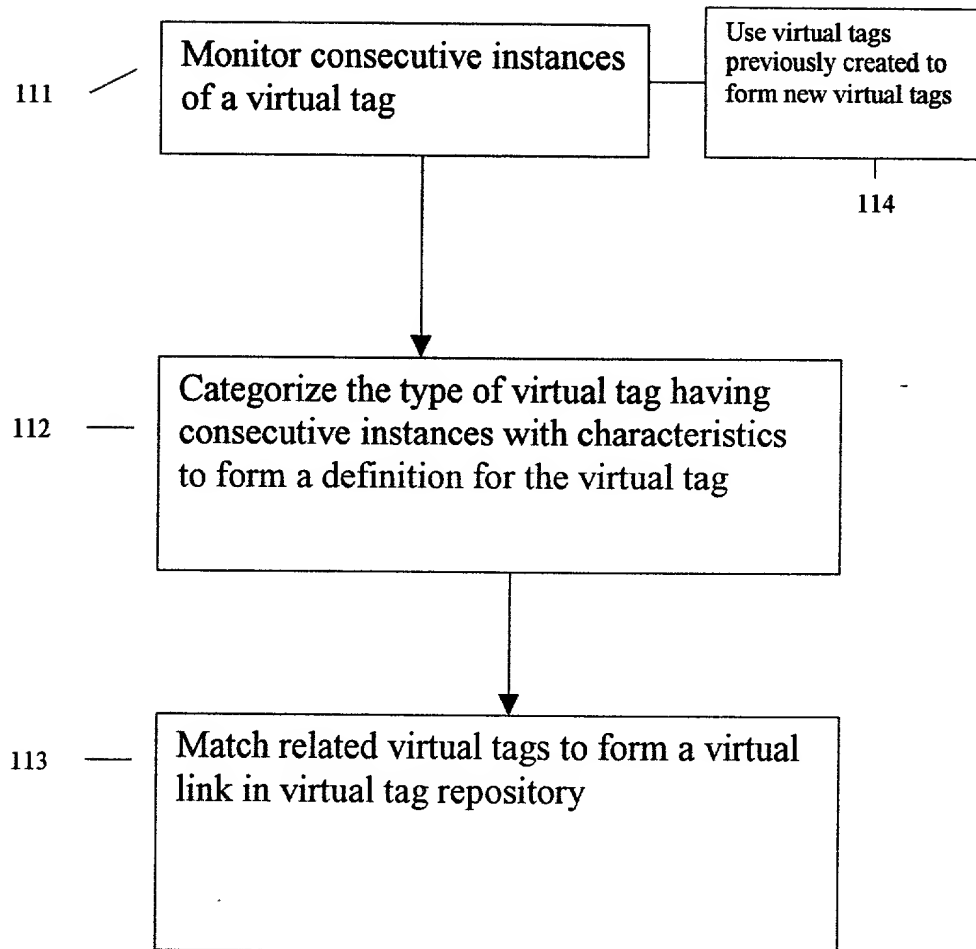 111
Monitor consecutive instances
of a virtual tag
Use virtual tags
previously created to
form new virtual tags
114
112
Categorize the type of virtual tag having
consecutive instances with characteristics
to form a definition for the virtual tag
113
Match related virtual tags to form a virtual
link in virtual tag repository